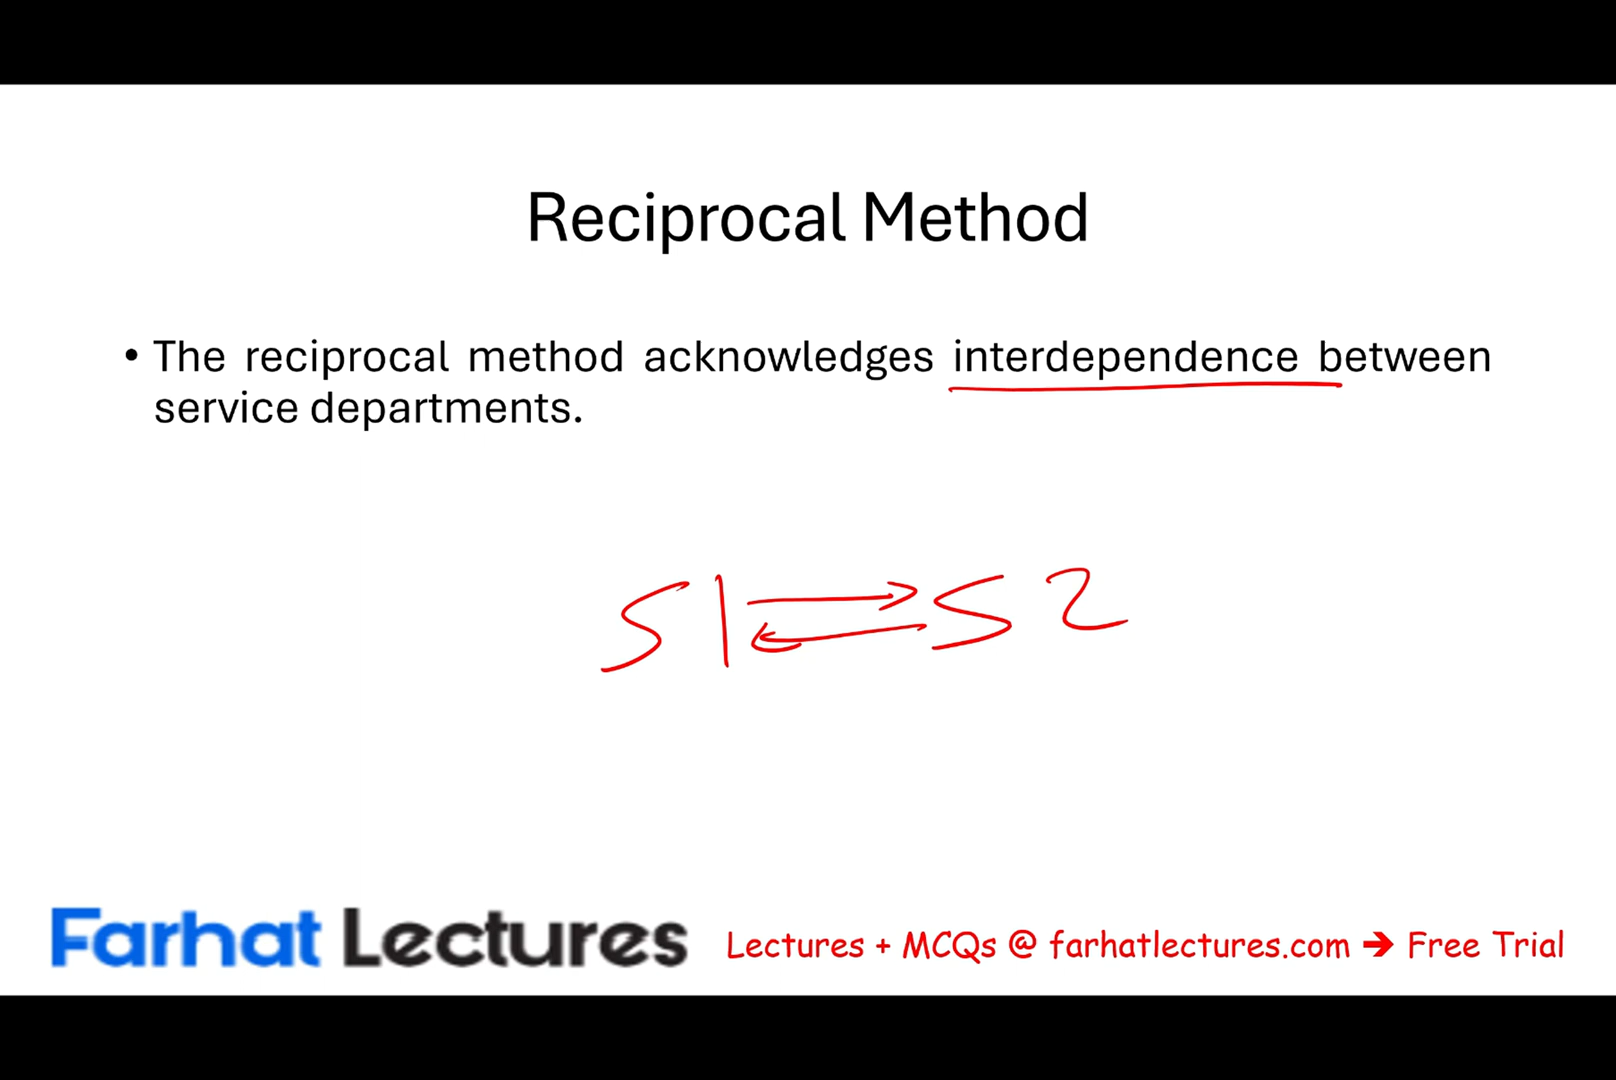 Reciprocal Method
• The reciprocal method acknowledges interdependence between
service departments.
S1 S2
Farhat Lectures
Lectures + MCQs @ farhatlectures.com → Free Trial